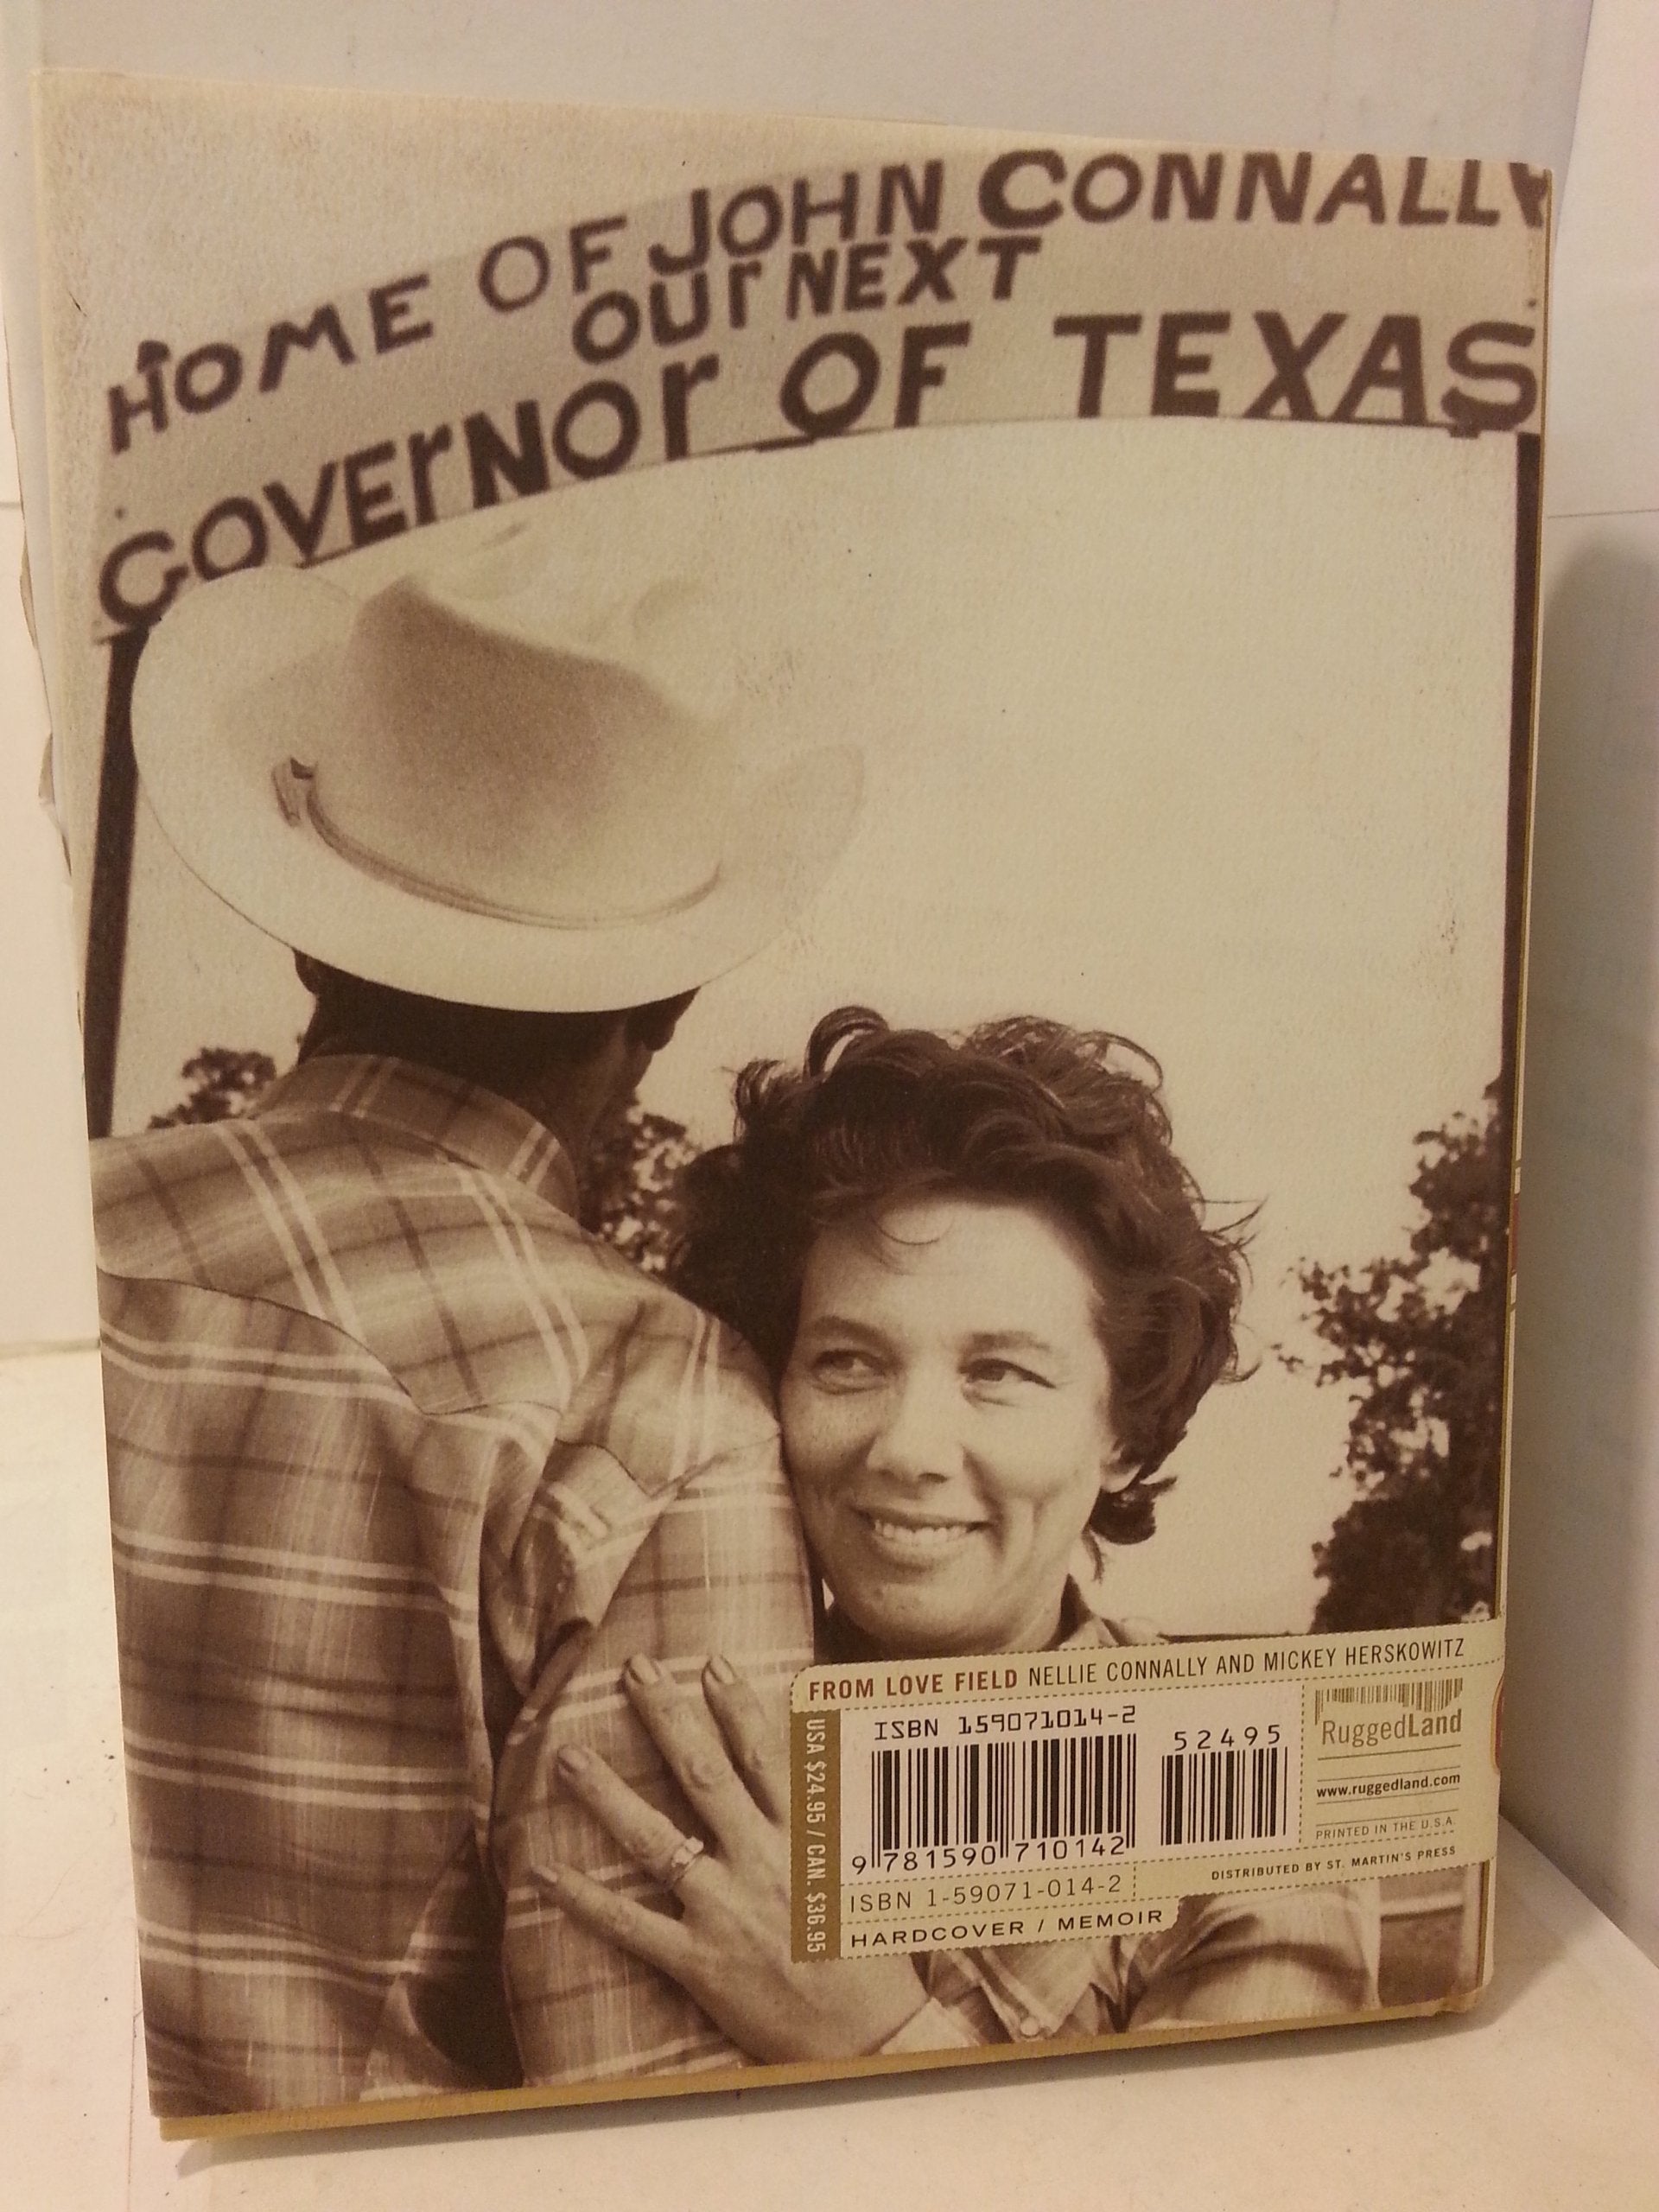 HOME OF JOHN CONNALLY
OUr NEXT
GOVErNOr OF TEXAS
FROM LOVE FIELD NELLIE CONNALLY AND MICKEY HERSKOWITZ
USA $24.95 / CAN. $36.95
ISBN 159071014-2
52495
9 781590 710142
ISBN 1-59071-014-2
HARDCOVER / MEMOIR
RuggedLand
www.ruggedland.com
PRINTED IN THE U.S.A.
DISTRIBUTED BY ST. MARTIN'S PRESS